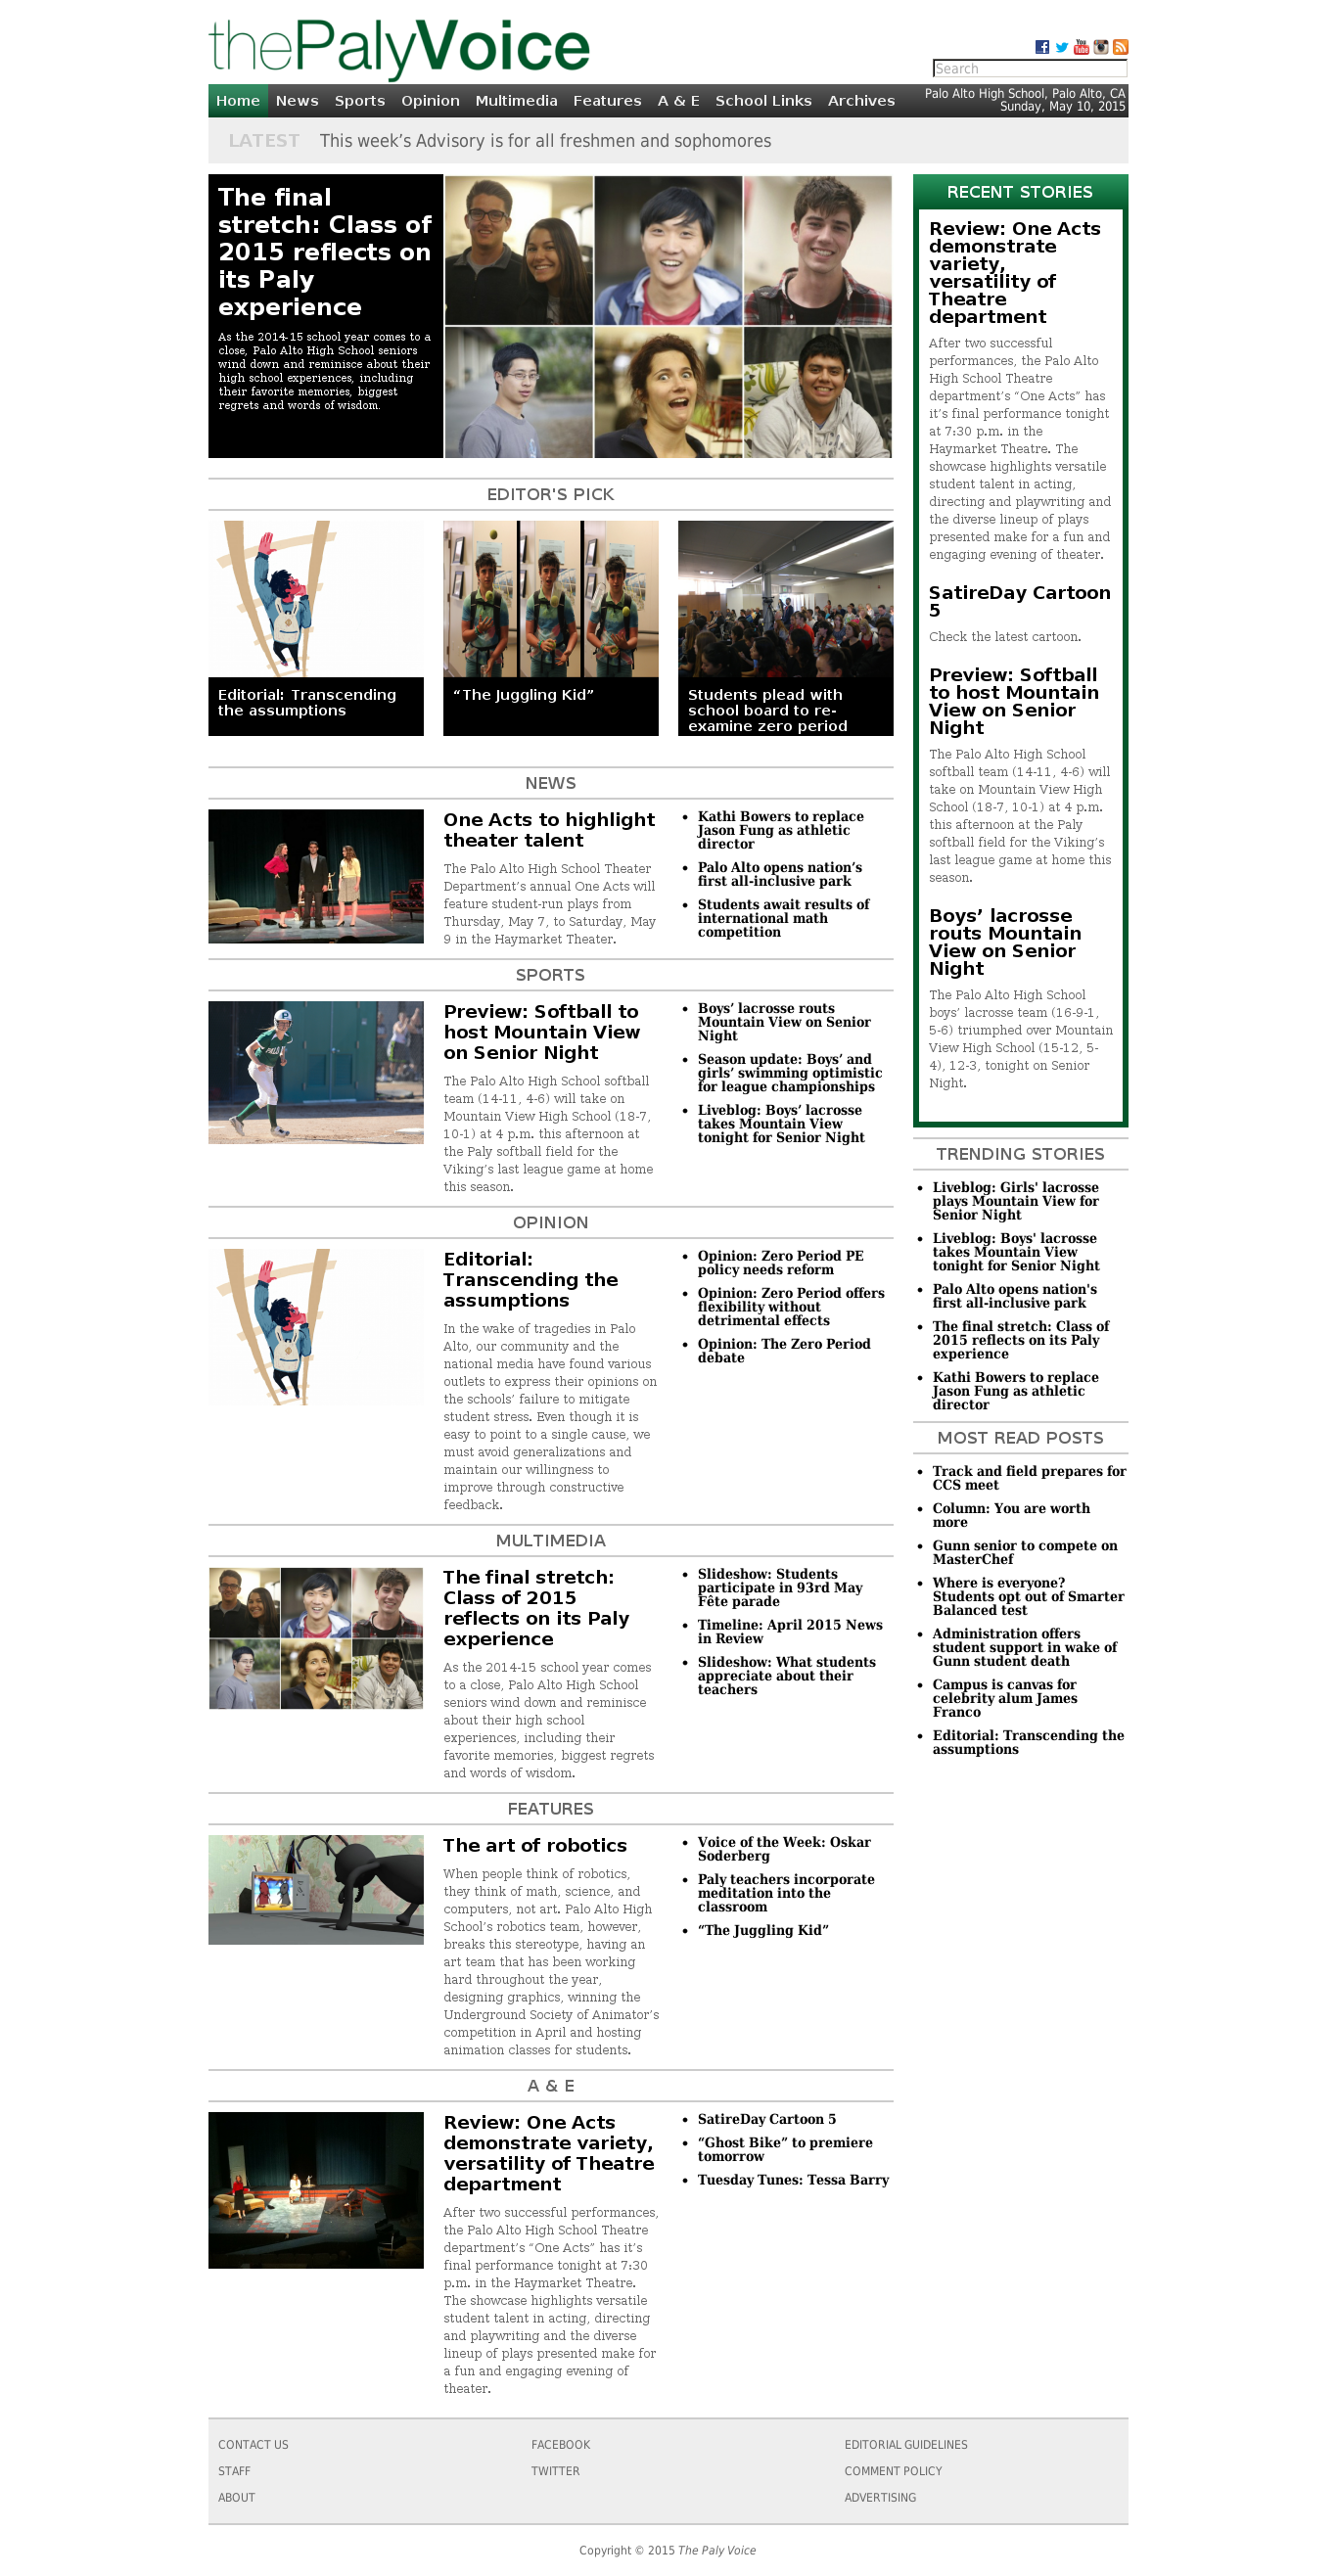 thePalyVoice
Search
Home News Sports Opinion Multimedia Features A & E School Links Archives
Palo Alto High School, Palo Alto, CA
Sunday, May 10, 2015
LATEST This week’s Advisory is for all freshmen and sophomores
The final
stretch: Class of
2015 reflects on
its Paly
experience
As the 2014-15 school year comes to a
close, Palo Alto High School seniors
wind down and reminisce about their
high school experiences, including
their favorite memories, biggest
regrets and words of wisdom.
EDITOR'S PICK
Editorial: Transcending
the assumptions
“The Juggling Kid”
Students plead with
school board to re-
examine zero period
NEWS
One Acts to highlight
theater talent
The Palo Alto High School Theater
Department’s annual One Acts will
feature student-run plays from
Thursday, May 7, to Saturday, May
9 in the Haymarket Theater.
Kathi Bowers to replace
Jason Fung as athletic
director
Palo Alto opens nation’s
first all-inclusive park
Students await results of
international math
competition
SPORTS
Preview: Softball to
host Mountain View
on Senior Night
The Palo Alto High School softball
team (14-11, 4-6) will take on
Mountain View High School (18-7,
10-1) at 4 p.m. this afternoon at
the Paly softball field for the
Viking’s last league game at home
this season.
Boys’ lacrosse routs
Mountain View on Senior
Night
Season update: Boys’ and
girls’ swimming optimistic
for league championships
Liveblog: Boys’ lacrosse
takes Mountain View
tonight for Senior Night
OPINION
Editorial:
Transcending the
assumptions
In the wake of tragedies in Palo
Alto, our community and the
national media have found various
outlets to express their opinions on
the schools’ failure to mitigate
student stress. Even though it is
easy to point to a single cause, we
must avoid generalizations and
maintain our willingness to
improve through constructive
feedback.
Opinion: Zero Period PE
policy needs reform
Opinion: Zero Period offers
flexibility without
detrimental effects
Opinion: The Zero Period
debate
MULTIMEDIA
The final stretch:
Class of 2015
reflects on its Paly
experience
As the 2014-15 school year comes
to a close, Palo Alto High School
seniors wind down and reminisce
about their high school
experiences, including their
favorite memories, biggest regrets
and words of wisdom.
Slideshow: Students
participate in 93rd May
Fête parade
Timeline: April 2015 News
in Review
Slideshow: What students
appreciate about their
teachers
FEATURES
The art of robotics
When people think of robotics,
they think of math, science, and
computers, not art. Palo Alto High
School’s robotics team, however,
breaks this stereotype, having an
art team that has been working
hard throughout the year,
designing graphics, winning the
Underground Society of Animator’s
competition in April and hosting
animation classes for students.
Voice of the Week: Oskar
Soderberg
Paly teachers incorporate
meditation into the
classroom
“The Juggling Kid”
A & E
Review: One Acts
demonstrate variety,
versatility of Theatre
department
After two successful performances,
the Palo Alto High School Theatre
department’s “One Acts” has it’s
final performance tonight at 7:30
p.m. in the Haymarket Theatre.
The showcase highlights versatile
student talent in acting, directing
and playwriting and the diverse
lineup of plays presented make for
a fun and engaging evening of
theater.
SatireDay Cartoon 5
“Ghost Bike” to premiere
tomorrow
Tuesday Tunes: Tessa Barry
RECENT STORIES
Review: One Acts
demonstrate
variety,
versatility of
Theatre
department
After two successful
performances, the Palo Alto
High School Theatre
department’s “One Acts” has
it’s final performance tonight
at 7:30 p.m. in the
Haymarket Theatre. The
showcase highlights versatile
student talent in acting,
directing and playwriting and
the diverse lineup of plays
presented make for a fun and
engaging evening of theater.
SatireDay Cartoon
5
Check the latest cartoon.
Preview: Softball
to host Mountain
View on Senior
Night
The Palo Alto High School
softball team (14-11, 4-6) will
take on Mountain View High
School (18-7, 10-1) at 4 p.m.
this afternoon at the Paly
softball field for the Viking’s
last league game at home this
season.
Boys’ lacrosse
routs Mountain
View on Senior
Night
The Palo Alto High School
boys’ lacrosse team (16-9-1,
5-6) triumphed over Mountain
View High School (15-12, 5-
4), 12-3, tonight on Senior
Night.
TRENDING STORIES
Liveblog: Girls' lacrosse
plays Mountain View for
Senior Night
Liveblog: Boys' lacrosse
takes Mountain View
tonight for Senior Night
Palo Alto opens nation's
first all-inclusive park
The final stretch: Class of
2015 reflects on its Paly
experience
Kathi Bowers to replace
Jason Fung as athletic
director
MOST READ POSTS
Track and field prepares for
CCS meet
Column: You are worth
more
Gunn senior to compete on
MasterChef
Where is everyone?
Students opt out of Smarter
Balanced test
Administration offers
student support in wake of
Gunn student death
Campus is canvas for
celebrity alum James
Franco
Editorial: Transcending the
assumptions
CONTACT US FACEBOOK EDITORIAL GUIDELINES
STAFF TWITTER COMMENT POLICY
ABOUT ADVERTISING
Copyright © 2015 The Paly Voice